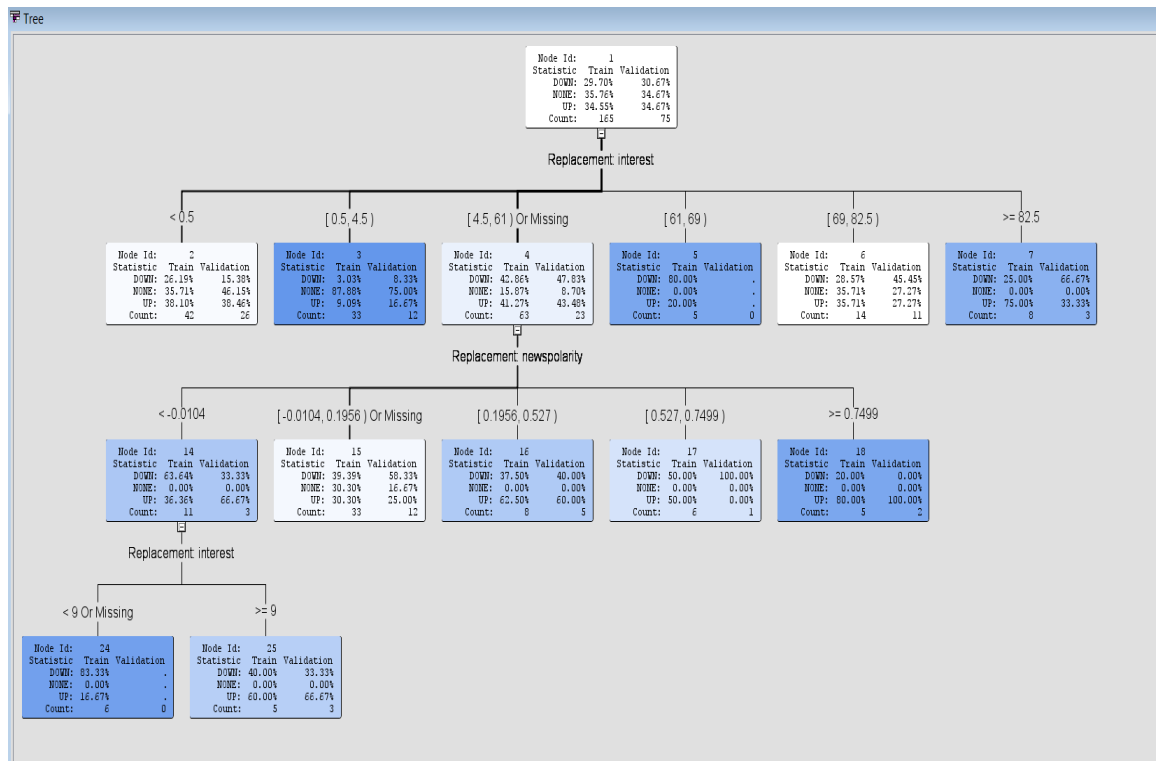 Tree
Node Id: 1
Statistic Train Validation
DOWN: 29.70% 30.67%
NONE: 35.76% 34.67%
UP: 34.55% 34.67%
Count: 165 75
Replacement: interest
< 0.5
[ 0.5, 4.5 )
[ 4.5, 61 ) Or Missing
[ 61, 69 )
[ 69, 82.5 )
>= 82.5
Node Id: 2
Statistic Train Validation
DOWN: 26.19% 15.38%
NONE: 35.71% 46.15%
UP: 38.10% 38.46%
Count: 42 26
Node Id: 3
Statistic Train Validation
DOWN: 3.03% 8.33%
NONE: 87.88% 75.00%
UP: 9.09% 16.67%
Count: 33 12
Node Id: 4
Statistic Train Validation
DOWN: 42.86% 47.83%
NONE: 15.87% 8.70%
UP: 41.27% 43.48%
Count: 63 23
Node Id: 5
Statistic Train Validation
DOWN: 80.00% .
NONE: 0.00% .
UP: 20.00% .
Count: 5 0
Node Id: 6
Statistic Train Validation
DOWN: 28.57% 45.45%
NONE: 35.71% 27.27%
UP: 35.71% 27.27%
Count: 14 11
Node Id: 7
Statistic Train Validation
DOWN: 25.00% 66.67%
NONE: 0.00% 0.00%
UP: 75.00% 33.33%
Count: 8 3
Replacement: newspolarity
< -0.0104
[ -0.0104, 0.1956 ) Or Missing
[ 0.1956, 0.527 )
[ 0.527, 0.7499 )
>= 0.7499
Node Id: 14
Statistic Train Validation
DOWN: 63.64% 33.33%
NONE: 0.00% 0.00%
UP: 36.36% 66.67%
Count: 11 3
Node Id: 15
Statistic Train Validation
DOWN: 39.39% 58.33%
NONE: 30.30% 16.67%
UP: 30.30% 25.00%
Count: 33 12
Node Id: 16
Statistic Train Validation
DOWN: 37.50% 40.00%
NONE: 0.00% 0.00%
UP: 62.50% 60.00%
Count: 8 5
Node Id: 17
Statistic Train Validation
DOWN: 50.00% 100.00%
NONE: 0.00% 0.00%
UP: 50.00% 0.00%
Count: 6 1
Node Id: 18
Statistic Train Validation
DOWN: 20.00% 0.00%
NONE: 0.00% 0.00%
UP: 80.00% 100.00%
Count: 5 2
Replacement: interest
< 9 Or Missing
>= 9
Node Id: 24
Statistic Train Validation
DOWN: 83.33% .
NONE: 0.00% .
UP: 16.67% .
Count: 6 0
Node Id: 25
Statistic Train Validation
DOWN: 40.00% 33.33%
NONE: 0.00% 0.00%
UP: 60.00% 66.67%
Count: 5 3